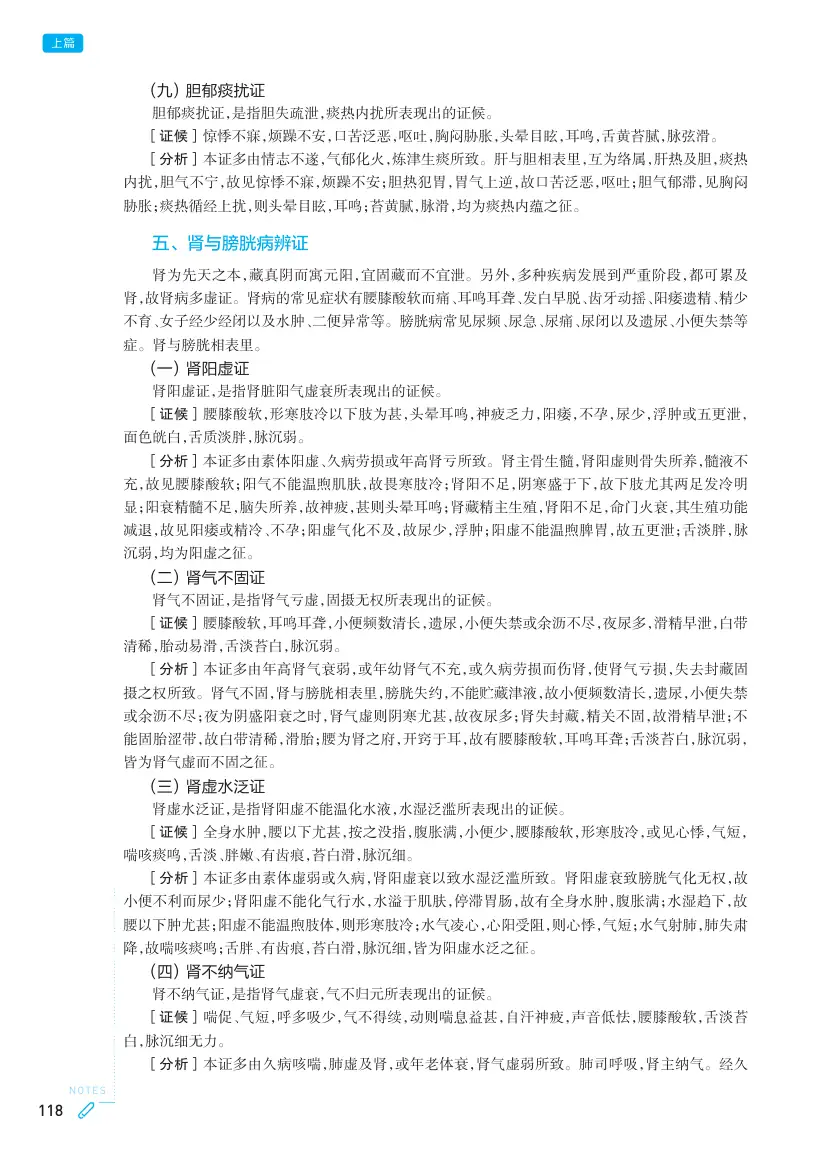 上篇
（九）胆郁痰扰证
胆郁痰扰证，是指胆失疏泄，痰热内扰所表现出的证候。
［证候］惊悸不寐，烦躁不安，口苦泛恶，呕吐，胸闷胁胀，头晕目眩，耳鸣，舌黄苔腻，脉弦滑。
［分析］本证多由情志不遂，气郁化火，炼津生痰所致。肝与胆相表里，互为络属，肝热及胆，痰热
内扰，胆气不宁，故见惊悸不寐，烦躁不安；胆热犯胃，胃气上逆，故口苦泛恶，呕吐；胆气郁滞，见胸闷
胁胀；痰热循经上扰，则头晕目眩，耳鸣；苔黄腻，脉滑，均为痰热内蕴之征。
五、肾与膀胱病辨证
肾为先天之本，藏真阴而寓元阳，宜固藏而不宜泄。另外，多种疾病发展到严重阶段，都可累及
肾，故肾病多虚证。肾病的常见症状有腰膝酸软而痛、耳鸣耳聋、发白早脱、齿牙动摇、阳痿遗精、精少
不育、女子经少经闭以及水肿、二便异常等。膀胱病常见尿频、尿急、尿痛、尿闭以及遗尿、小便失禁等
症。肾与膀胱相表里。
（一）肾阳虚证
肾阳虚证，是指肾脏阳气虚衰所表现出的证候。
［证候］腰膝酸软，形寒肢冷以下肢为甚，头晕耳鸣，神疲乏力，阳痿，不孕，尿少，浮肿或五更泄，
面色㿠白，舌质淡胖，脉沉弱。
［分析］本证多由素体阳虚、久病劳损或年高肾亏所致。肾主骨生髓，肾阳虚则骨失所养，髓液不
充，故见腰膝酸软；阳气不能温煦肌肤，故畏寒肢冷；肾阳不足，阴寒盛于下，故下肢尤其两足发冷明
显；阳衰精髓不足，脑失所养，故神疲，甚则头晕耳鸣；肾藏精主生殖，肾阳不足，命门火衰，其生殖功能
减退，故见阳痿或精冷、不孕；阳虚气化不及，故尿少，浮肿；阳虚不能温煦脾胃，故五更泄；舌淡胖，脉
沉弱，均为阳虚之征。
（二）肾气不固证
肾气不固证，是指肾气亏虚，固摄无权所表现出的证候。
［证候］腰膝酸软，耳鸣耳聋，小便频数清长，遗尿，小便失禁或余沥不尽，夜尿多，滑精早泄，白带
清稀，胎动易滑，舌淡苔白，脉沉弱。
［分析］本证多由年高肾气衰弱，或年幼肾气不充，或久病劳损而伤肾，使肾气亏损，失去封藏固
摄之权所致。肾气不固，肾与膀胱相表里，膀胱失约，不能贮藏津液，故小便频数清长，遗尿，小便失禁
或余沥不尽；夜为阴盛阳衰之时，肾气虚则阴寒尤甚，故夜尿多；肾失封藏，精关不固，故滑精早泄；不
能固胎涩带，故白带清稀，滑胎；腰为肾之府，开窍于耳，故有腰膝酸软，耳鸣耳聋；舌淡苔白，脉沉弱，
皆为肾气虚而不固之征。
（三）肾虚水泛证
肾虚水泛证，是指肾阳虚不能温化水液，水湿泛滥所表现出的证候。
［证候］全身水肿，腰以下尤甚，按之没指，腹胀满，小便少，腰膝酸软，形寒肢冷，或见心悸，气短，
喘咳痰鸣，舌淡、胖嫩、有齿痕，苔白滑，脉沉细。
［分析］本证多由素体虚弱或久病，肾阳虚衰以致水湿泛滥所致。肾阳虚衰致膀胱气化无权，故
小便不利而尿少；肾阳虚不能化气行水，水溢于肌肤，停滞胃肠，故有全身水肿，腹胀满；水湿趋下，故
腰以下肿尤甚；阳虚不能温煦肢体，则形寒肢冷；水气凌心，心阳受阻，则心悸，气短；水气射肺，肺失肃
降，故喘咳痰鸣；舌胖、有齿痕，苔白滑，脉沉细，皆为阳虚水泛之征。
（四）肾不纳气证
肾不纳气证，是指肾气虚衰，气不归元所表现出的证候。
［证候］喘促、气短，呼多吸少，气不得续，动则喘息益甚，自汗神疲，声音低怯，腰膝酸软，舌淡苔
白，脉沉细无力。
［分析］本证多由久病咳喘，肺虚及肾，或年老体衰，肾气虚弱所致。肺司呼吸，肾主纳气。经久
NOTES
118